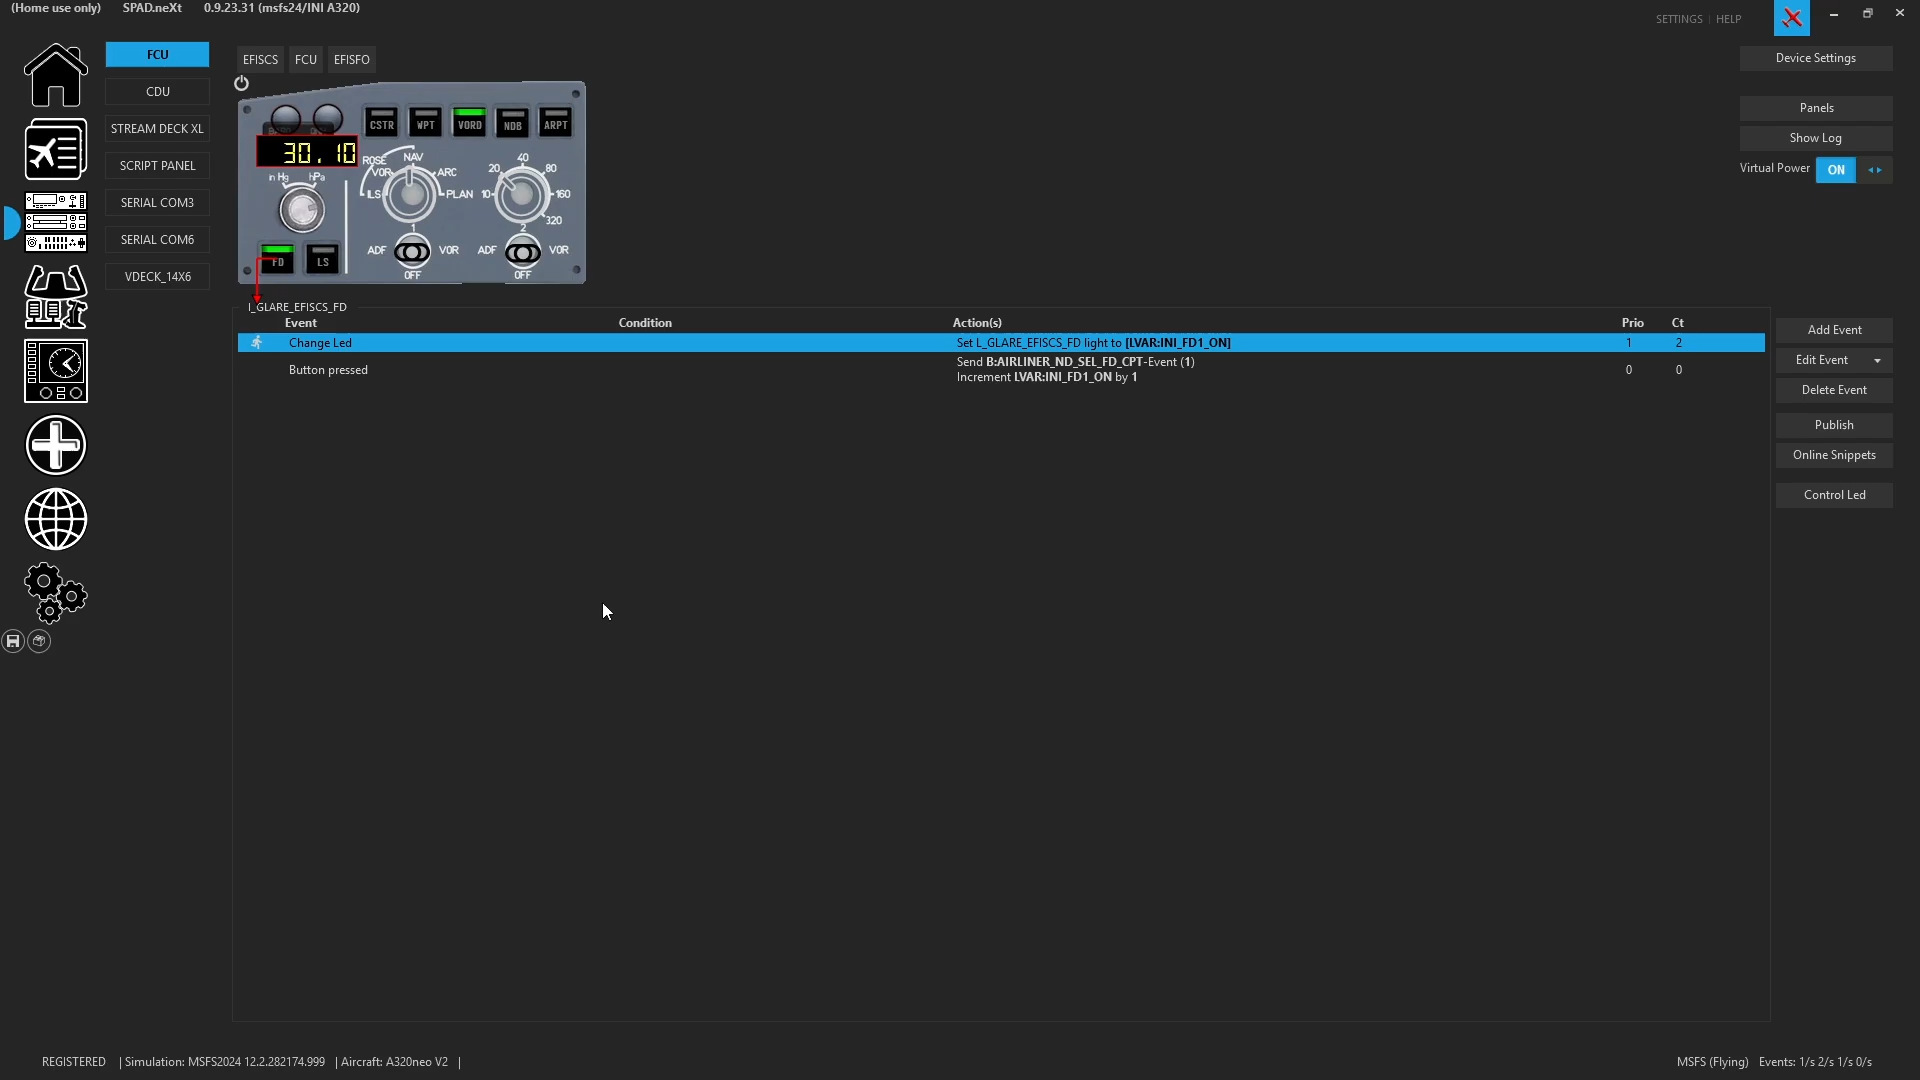 (Home use only) SPAD.neXt 0.9.23.31 (msfs24/INI A320)
SETTINGS | HELP
FCU
CDU
STREAM DECK XL
SCRIPT PANEL
SERIAL COM3
SERIAL COM6
VDECK_14X6
EFISCS FCU EFISFO
CSTR WPT VORD NDB ARPT
30.10
in Hg hPa
ROSE
VOR NAV ARC
ILS PLAN
10 20 40 80 160 320
1 2
ADF VOR ADF VOR
OFF OFF
FD LS
Device Settings
Panels
Show Log
Virtual Power ON
I_GLARE_EFISCS_FD
Event Condition Action(s) Prio Ct
Change Led Set L_GLARE_EFISCS_FD light to [LVAR:INI_FD1_ON] 1 2
Button pressed Send B:AIRLINER_ND_SEL_FD_CPT-Event (1) 0 0
Increment LVAR:INI_FD1_ON by 1
Add Event
Edit Event
Delete Event
Publish
Online Snippets
Control Led
REGISTERED | Simulation: MSFS2024 12.2.282174.999 | Aircraft: A320neo V2 |
MSFS (Flying) Events: 1/s 2/s 1/s 0/s